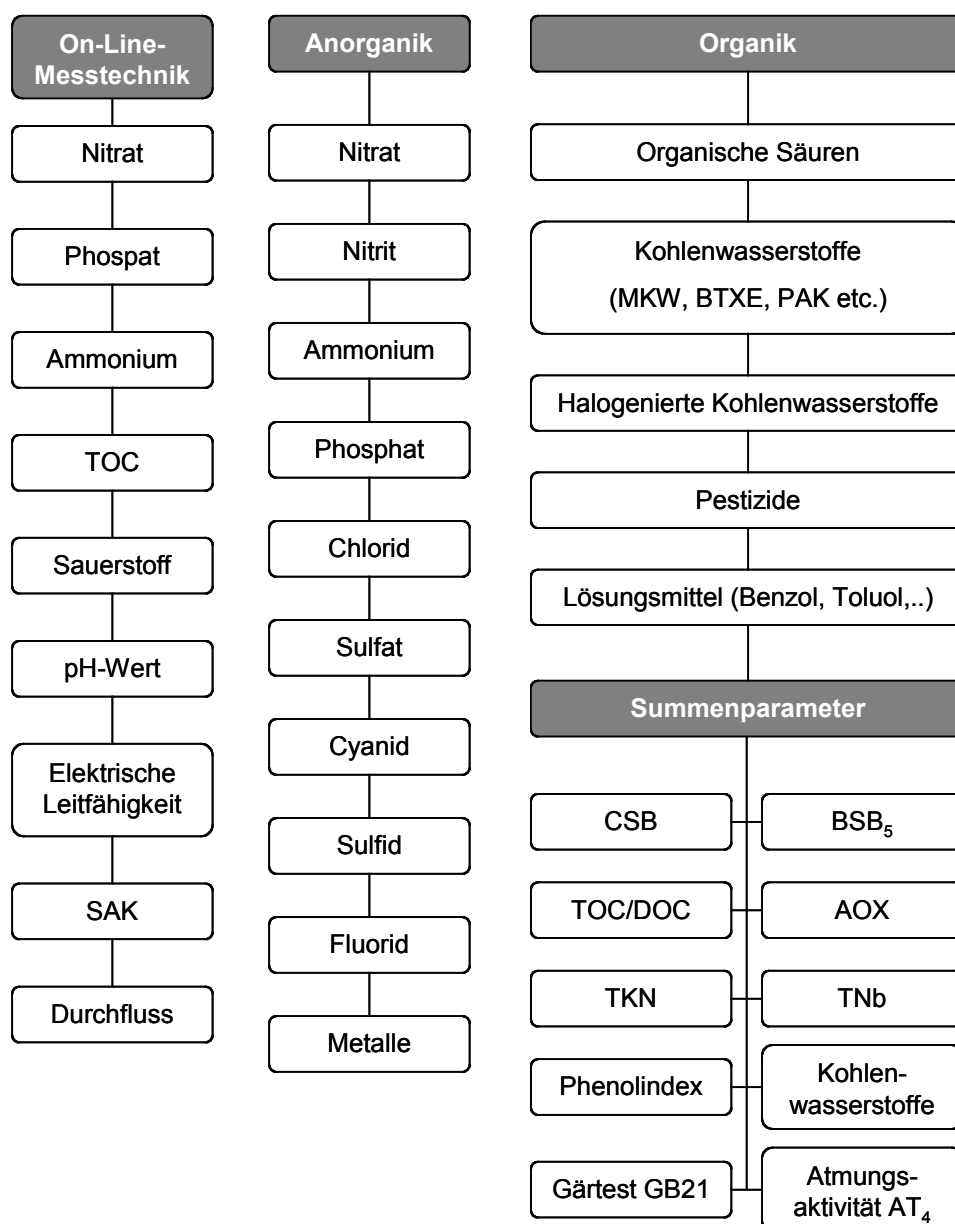 On-Line-
Messtechnik
Nitrat
Phospat
Ammonium
TOC
Sauerstoff
pH-Wert
Elektrische
Leitfähigkeit
SAK
Durchfluss
Anorganik
Nitrat
Nitrit
Ammonium
Phosphat
Chlorid
Sulfat
Cyanid
Sulfid
Fluorid
Metalle
Organik
Organische Säuren
Kohlenwasserstoffe
(MKW, BTXE, PAK etc.)
Halogenierte Kohlenwasserstoffe
Pestizide
Lösungsmittel (Benzol, Toluol,..)
Summenparameter
CSB
BSB₅
TOC/DOC
AOX
TKN
TNb
Phenolindex
Kohlen-
wasserstoffe
Gärtest GB21
Atmungs-
aktivität AT₄